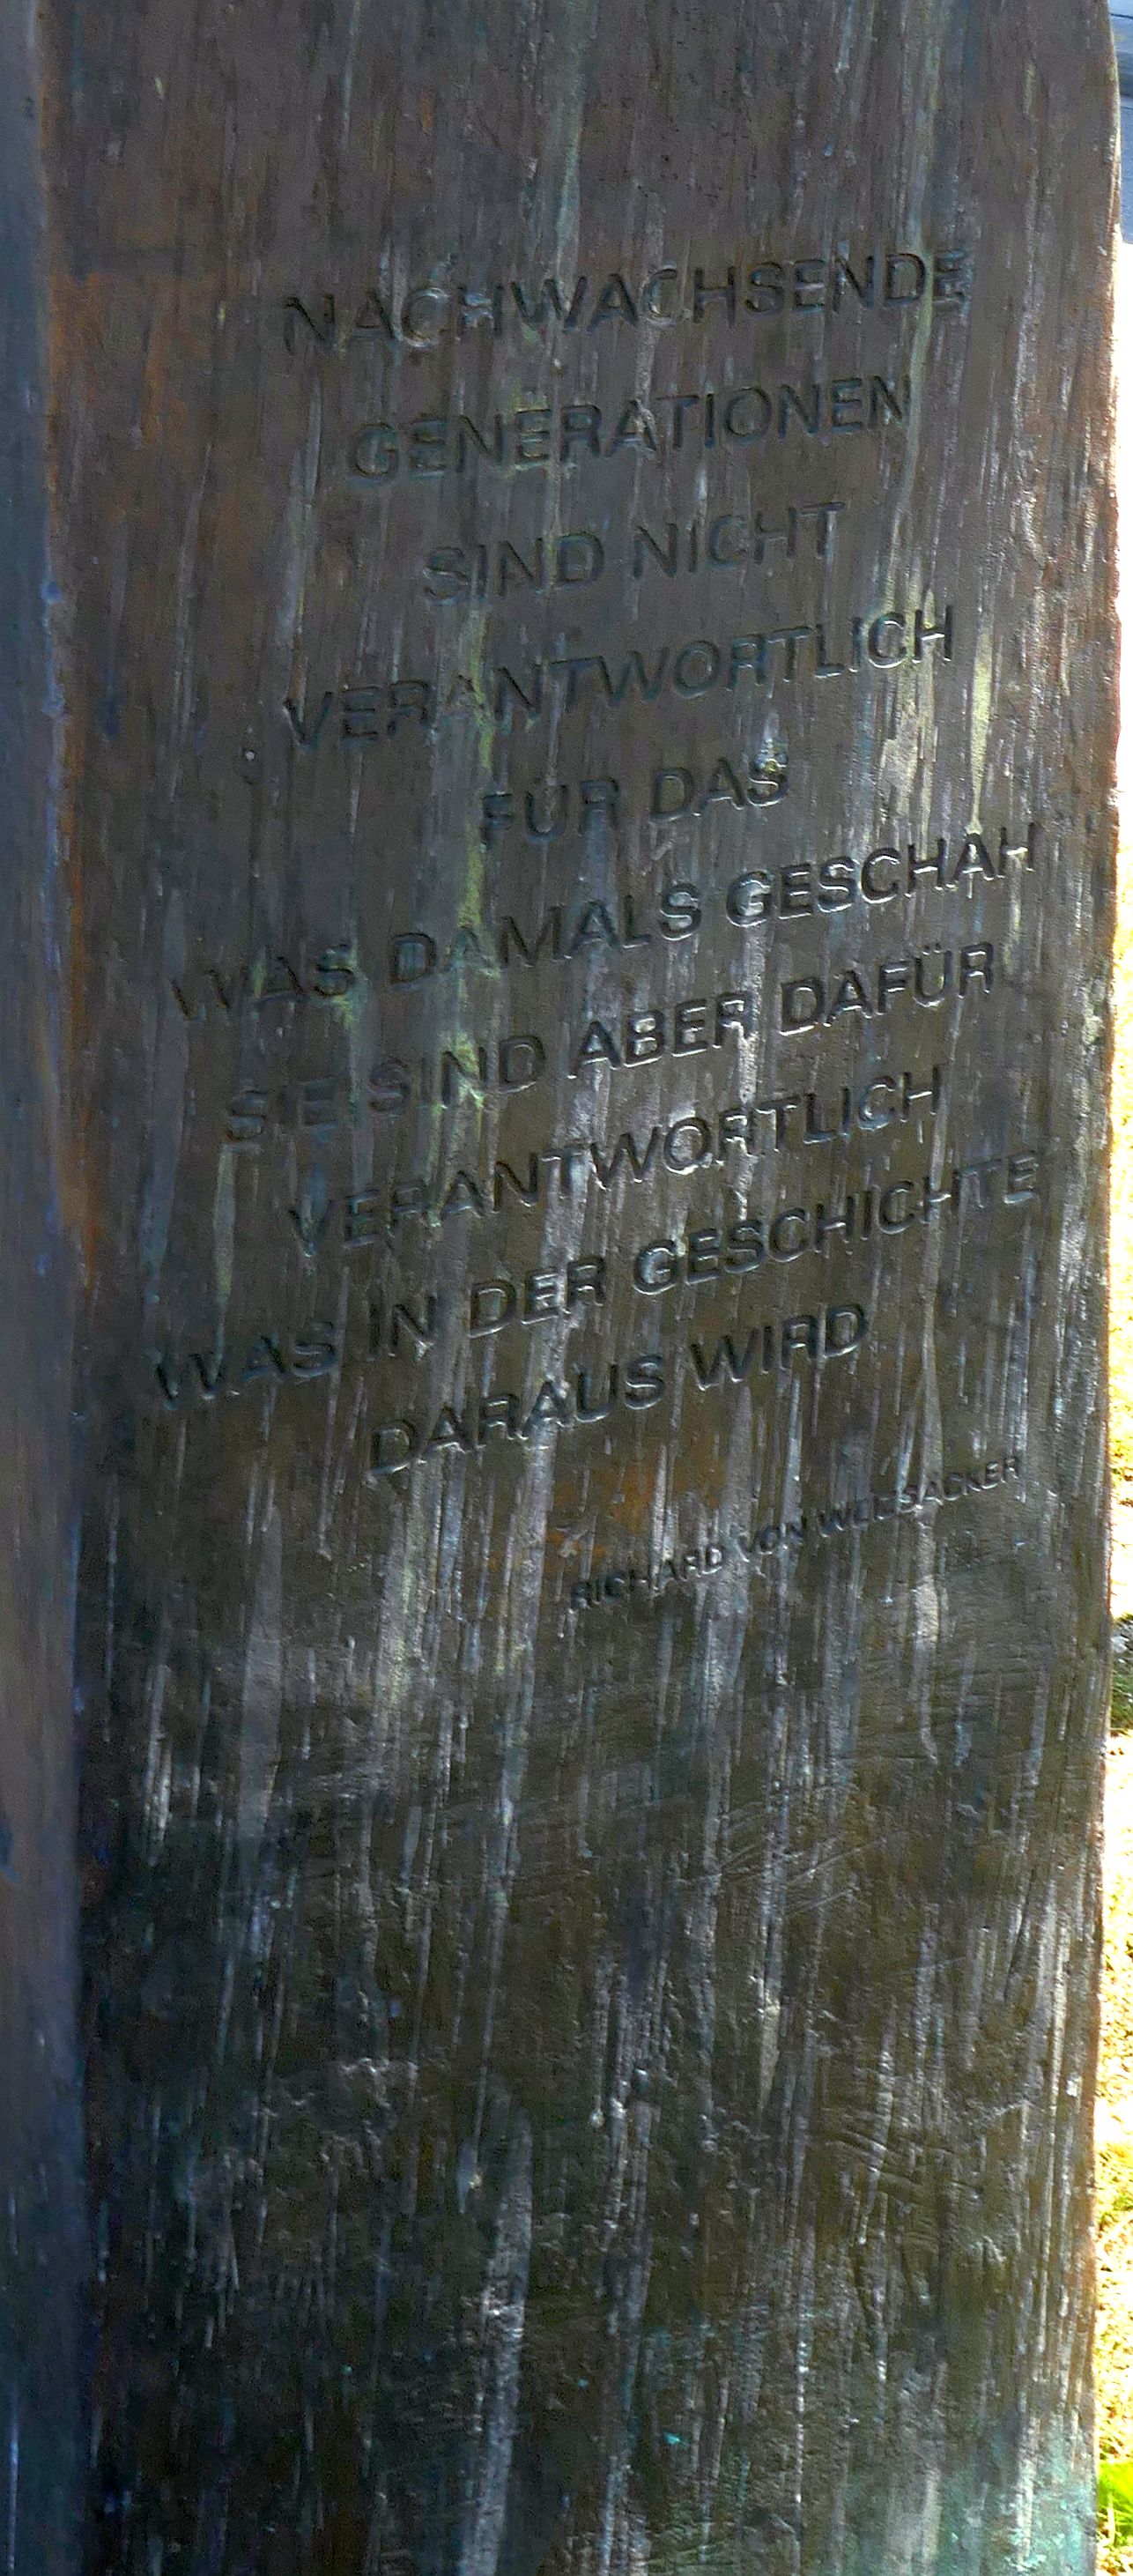 NACHWACHSENDE
GENERATIONEN
SIND NICHT
VERANTWORTLICH
FÜR DAS
WAS DAMALS GESCHAH
SIE SIND ABER DAFÜR
VERANTWORTLICH
WAS IN DER GESCHICHTE
DARAUS WIRD
RICHARD VON WEIZSÄCKER